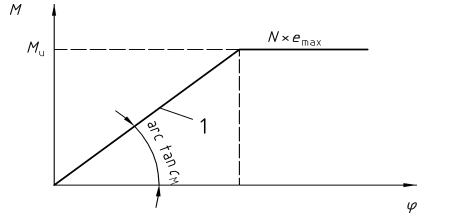 M
Mu
N × emax
1
arc tan cM
φ